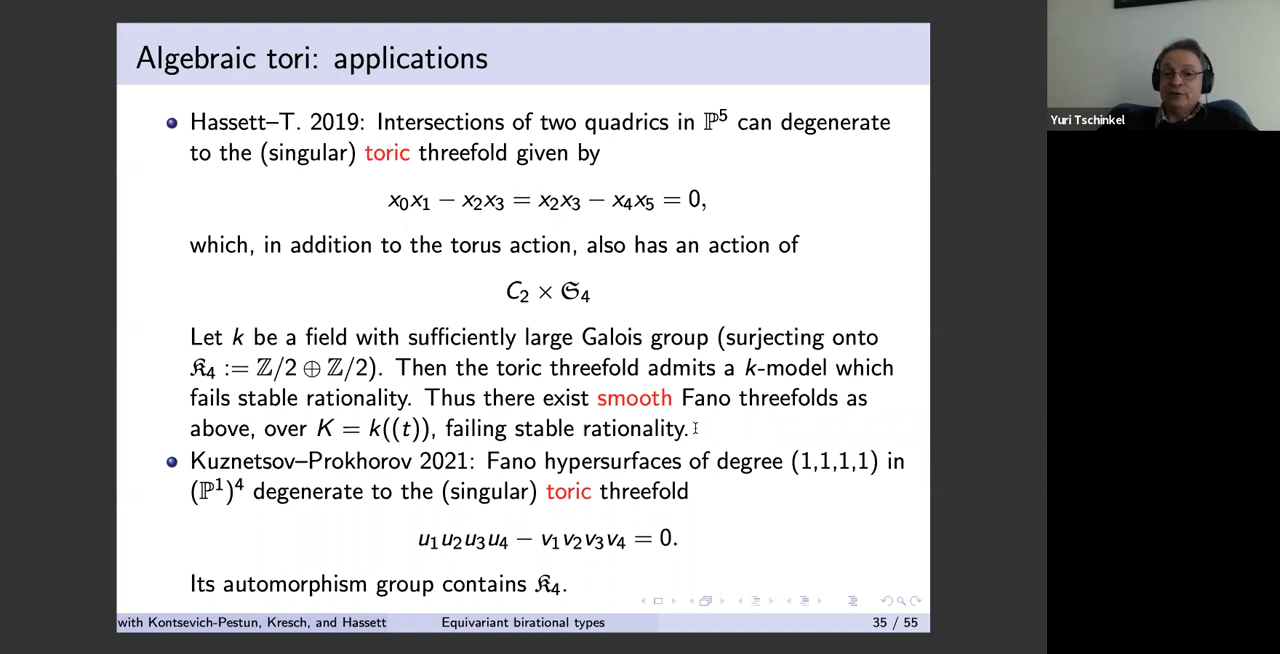 Algebraic tori: applications
Hassett–T. 2019: Intersections of two quadrics in ℙ⁵ can degenerate
to the (singular) toric threefold given by
x₀x₁ − x₂x₃ = x₂x₃ − x₄x₅ = 0,
which, in addition to the torus action, also has an action of
C₂ × 𝔖₄
Let k be a field with sufficiently large Galois group (surjecting onto
𝔎₄ := ℤ/2 ⊕ ℤ/2). Then the toric threefold admits a k-model which
fails stable rationality. Thus there exist smooth Fano threefolds as
above, over K = k((t)), failing stable rationality.
Kuznetsov–Prokhorov 2021: Fano hypersurfaces of degree (1,1,1,1) in
(ℙ¹)⁴ degenerate to the (singular) toric threefold
u₁u₂u₃u₄ − v₁v₂v₃v₄ = 0.
Its automorphism group contains 𝔎₄.
with Kontsevich-Pestun, Kresch, and Hassett
Equivariant birational types
35 / 55
Yuri Tschinkel